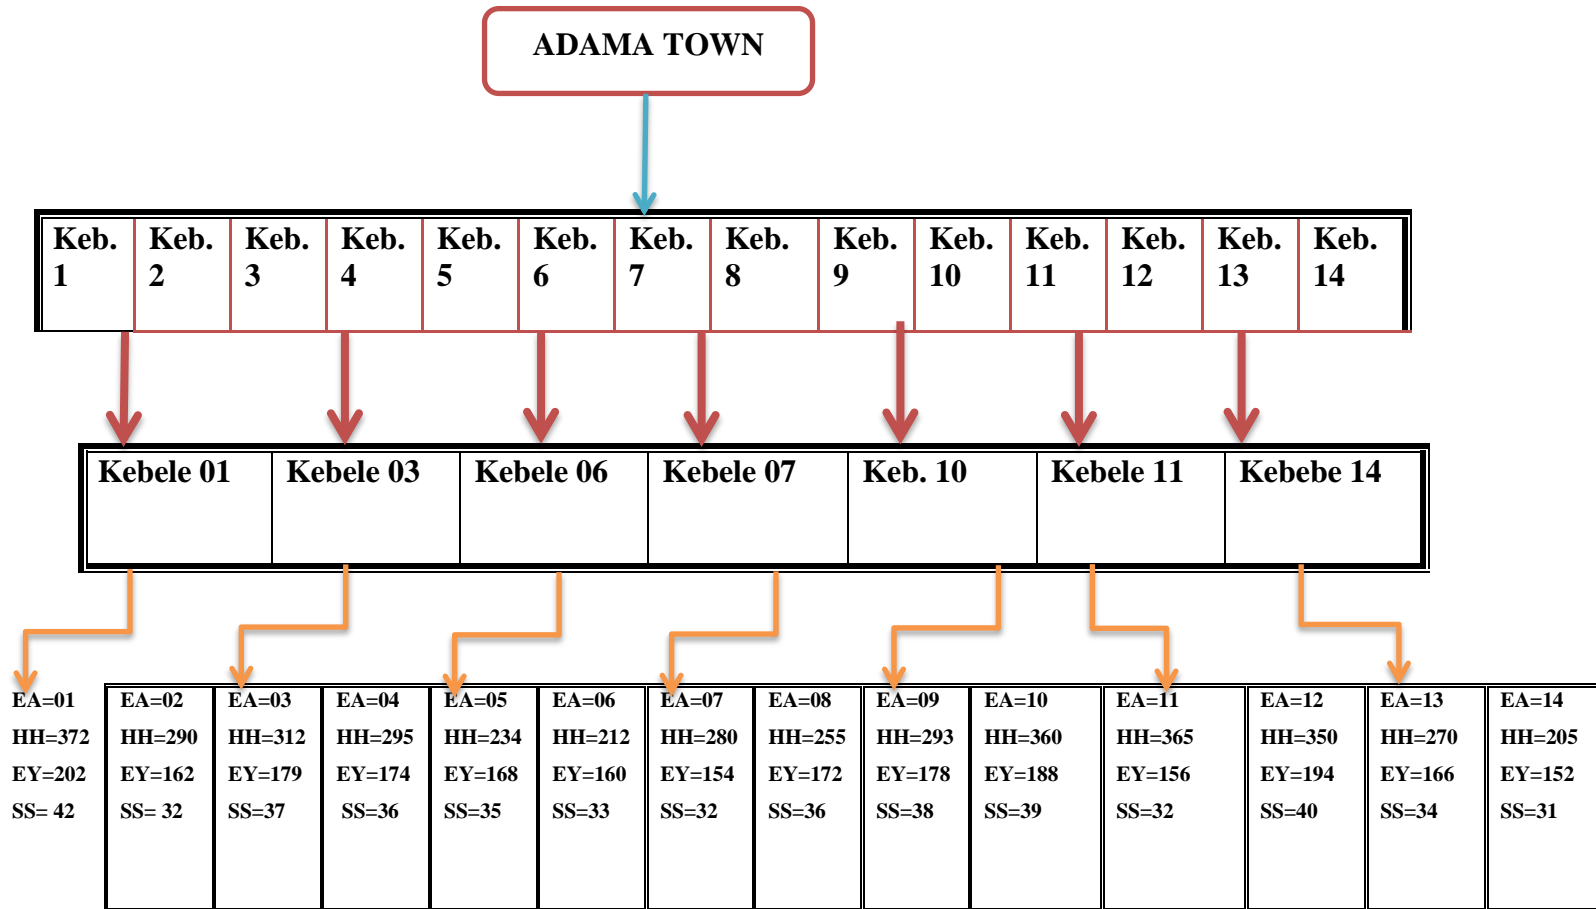 ADAMA TOWN
Keb. 1
Keb. 2
Keb. 3
Keb. 4
Keb. 5
Keb. 6
Keb. 7
Keb. 8
Keb. 9
Keb. 10
Keb. 11
Keb. 12
Keb. 13
Keb. 14
Kebele 01
Kebele 03
Kebele 06
Kebele 07
Keb. 10
Kebele 11
Kebebe 14
EA=01
HH=372
EY=202
SS= 42
EA=02
HH=290
EY=162
SS= 32
EA=03
HH=312
EY=179
SS=37
EA=04
HH=295
EY=174
SS=36
EA=05
HH=234
EY=168
SS=35
EA=06
HH=212
EY=160
SS=33
EA=07
HH=280
EY=154
SS=32
EA=08
HH=255
EY=172
SS=36
EA=09
HH=293
EY=178
SS=38
EA=10
HH=360
EY=188
SS=39
EA=11
HH=365
EY=156
SS=32
EA=12
HH=350
EY=194
SS=40
EA=13
HH=270
EY=166
SS=34
EA=14
HH=205
EY=152
SS=31